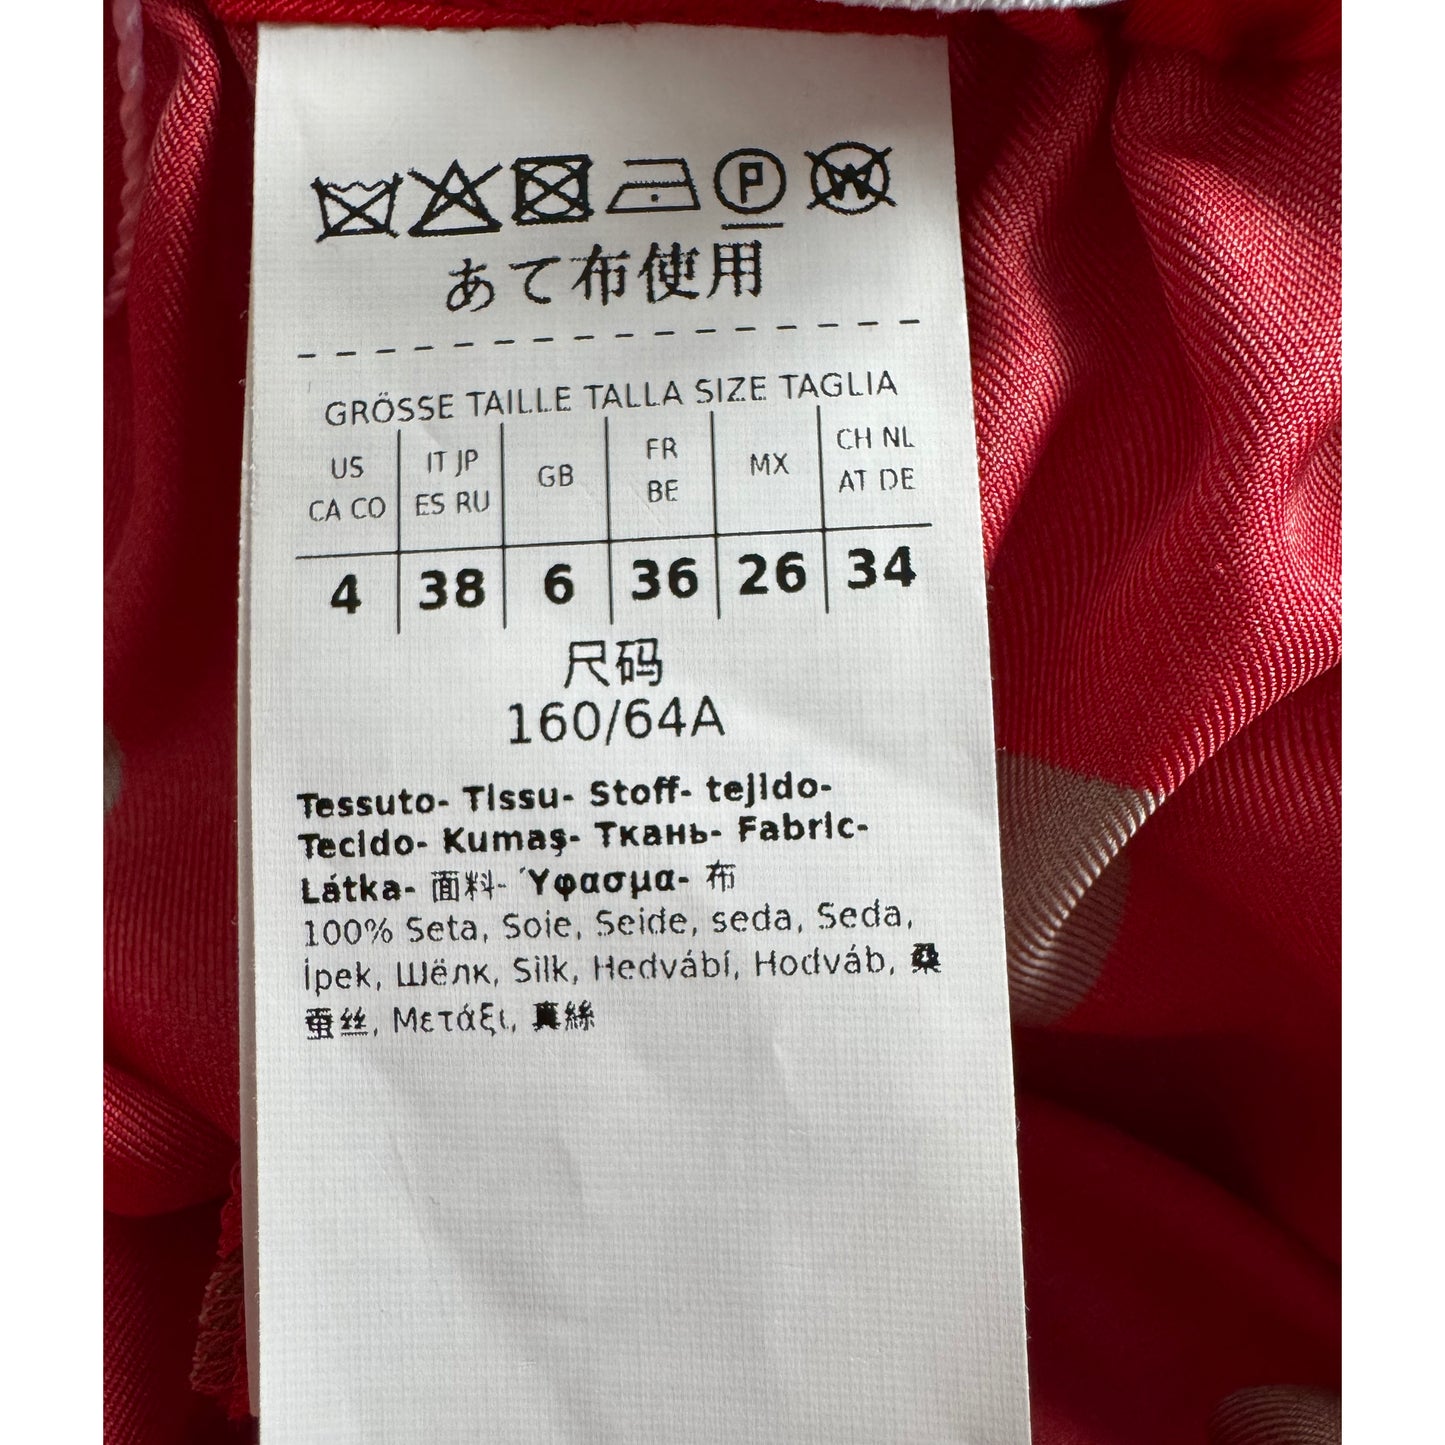 あて布使用
GRÖSSE TAILLE TALLA SIZE TAGLIA
US CA CO | IT JP ES RU | GB | FR BE | MX | CH NL AT DE
4 | 38 | 6 | 36 | 26 | 34
尺码
160/64A
Tessuto- Tissu- Stoff- tejido-
Tecido- Kumaş- Ткань- Fabric-
Látka- 面料- Ύφασμα- 布
100% Seta, Soie, Seide, seda, Seda,
İpek, Шёлк, Silk, Hedvábí, Hodváb, 桑
蚕丝, Μετάξι, 真絲